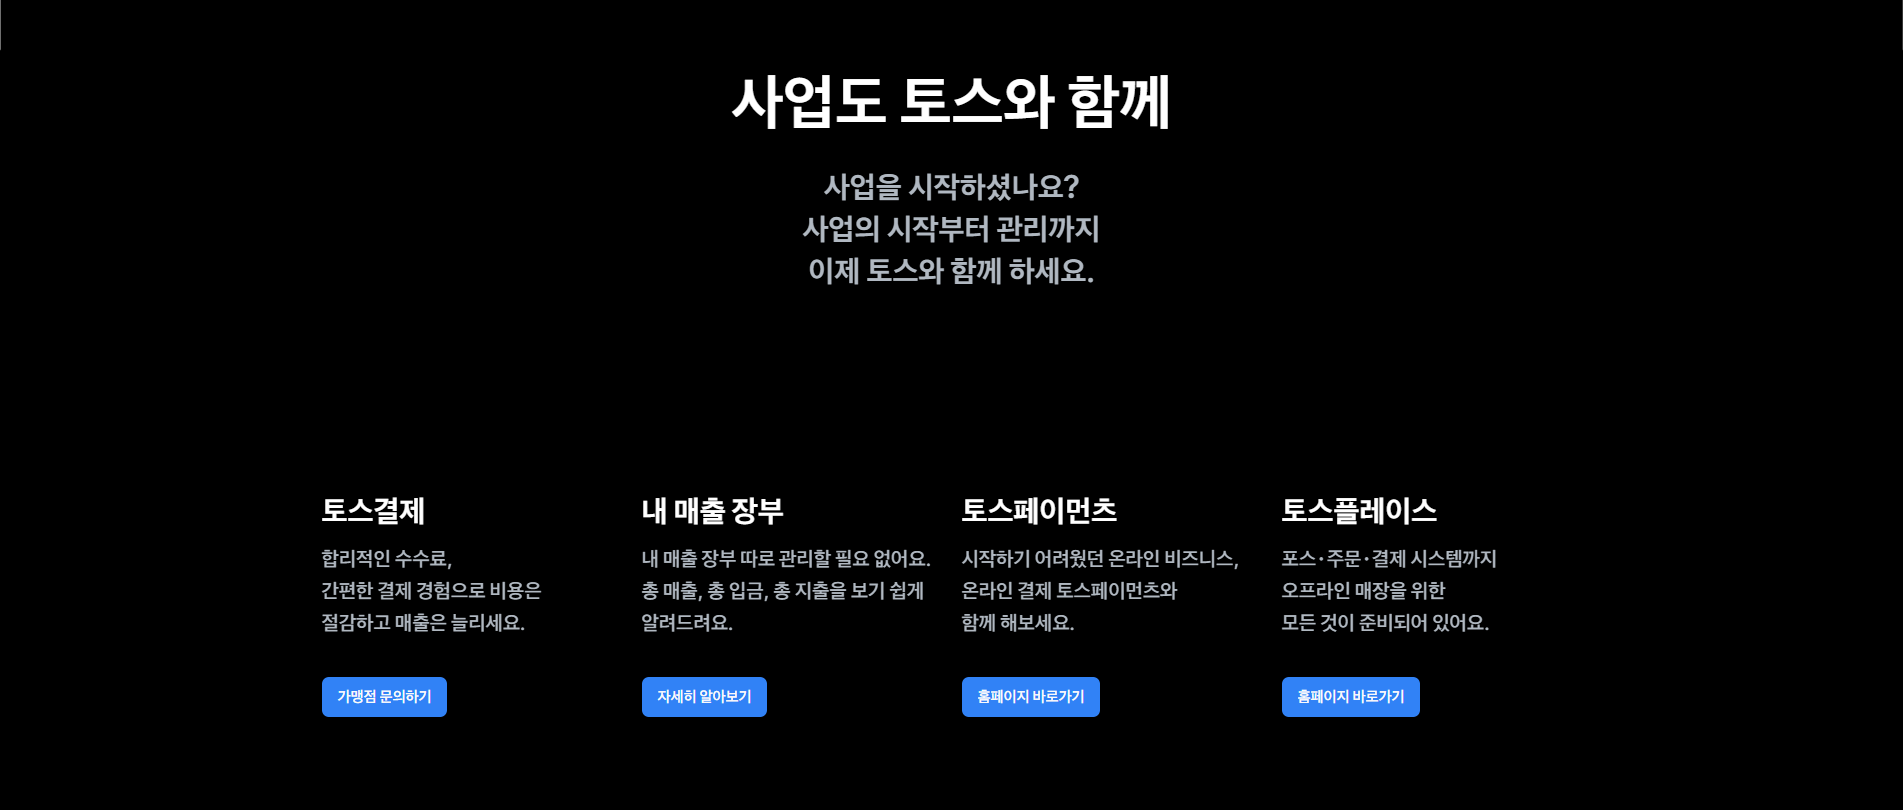 사업도 토스와 함께
사업을 시작하셨나요?
사업의 시작부터 관리까지
이제 토스와 함께 하세요.
토스결제
합리적인 수수료,
간편한 결제 경험으로 비용은
절감하고 매출은 늘리세요.
가맹점 문의하기
내 매출 장부
내 매출 장부 따로 관리할 필요 없어요.
총 매출, 총 입금, 총 지출을 보기 쉽게
알려드려요.
자세히 알아보기
토스페이먼츠
시작하기 어려웠던 온라인 비즈니스,
온라인 결제 토스페이먼츠와
함께 해보세요.
홈페이지 바로가기
토스플레이스
포스·주문·결제 시스템까지
오프라인 매장을 위한
모든 것이 준비되어 있어요.
홈페이지 바로가기